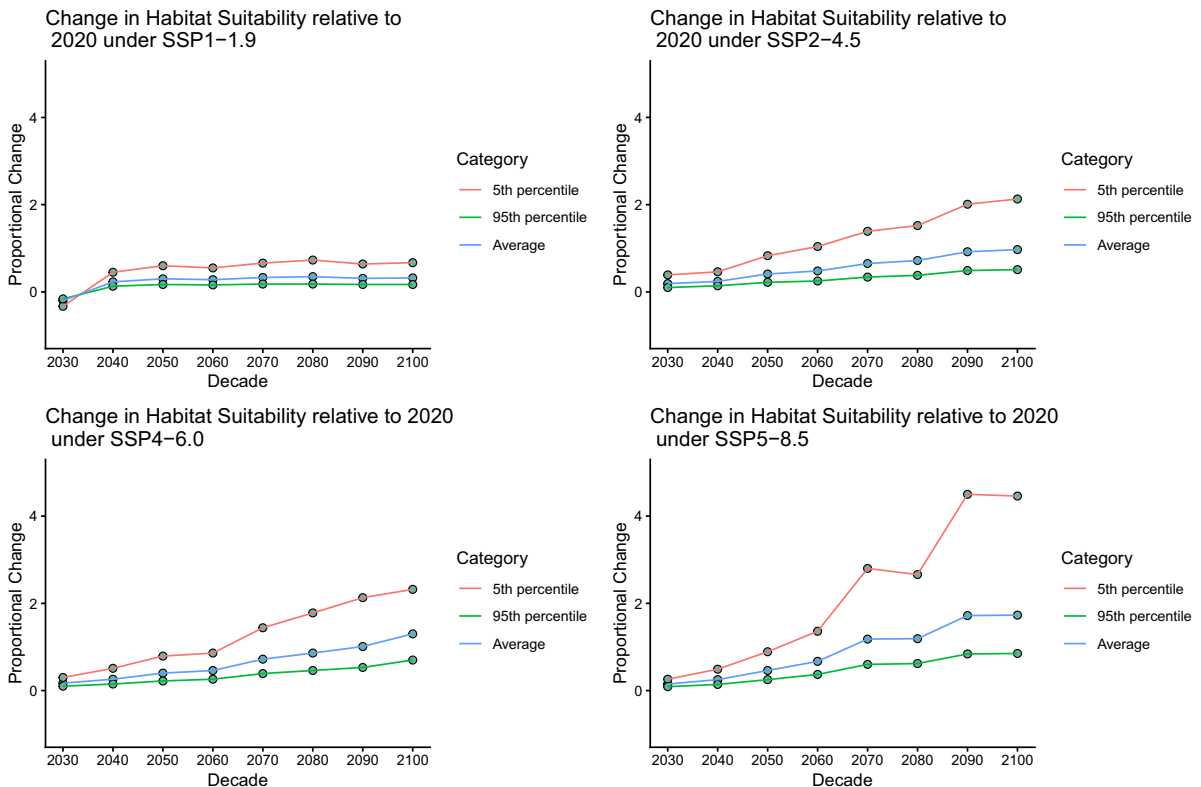 Change in Habitat Suitability relative to
2020 under SSP1−1.9
Proportional Change
4
2
0
2030 2040 2050 2060 2070 2080 2090 2100
Decade
Category
5th percentile
95th percentile
Average
Change in Habitat Suitability relative to
2020 under SSP2−4.5
Proportional Change
4
2
0
2030 2040 2050 2060 2070 2080 2090 2100
Decade
Category
5th percentile
95th percentile
Average
Change in Habitat Suitability relative to 2020
under SSP4−6.0
Proportional Change
4
2
0
2030 2040 2050 2060 2070 2080 2090 2100
Decade
Category
5th percentile
95th percentile
Average
Change in Habitat Suitability relative to 2020
under SSP5−8.5
Proportional Change
4
2
0
2030 2040 2050 2060 2070 2080 2090 2100
Decade
Category
5th percentile
95th percentile
Average